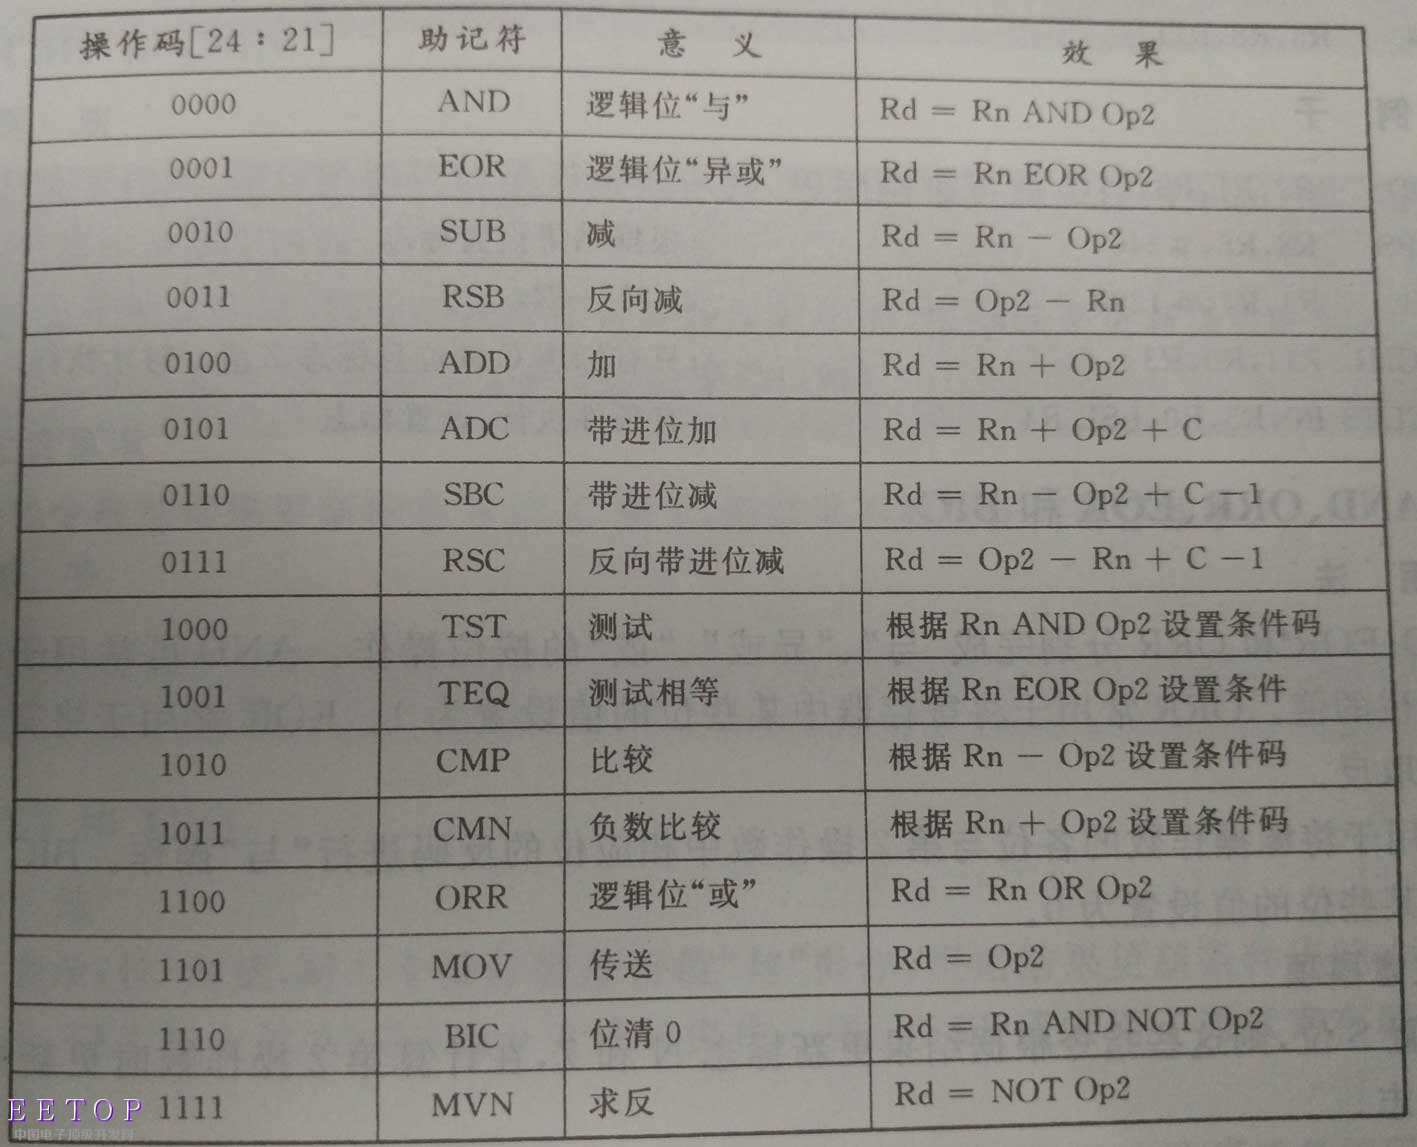 操作码[24：21] 助记符 意 义 效 果
0000 AND 逻辑位“与” Rd = Rn AND Op2
0001 EOR 逻辑位“异或” Rd = Rn EOR Op2
0010 SUB 减 Rd = Rn − Op2
0011 RSB 反向减 Rd = Op2 − Rn
0100 ADD 加 Rd = Rn + Op2
0101 ADC 带进位加 Rd = Rn + Op2 + C
0110 SBC 带进位减 Rd = Rn − Op2 + C −1
0111 RSC 反向带进位减 Rd = Op2 − Rn + C −1
1000 TST 测试 根据 Rn AND Op2 设置条件码
1001 TEQ 测试相等 根据 Rn EOR Op2 设置条件
1010 CMP 比较 根据 Rn − Op2 设置条件码
1011 CMN 负数比较 根据 Rn + Op2 设置条件码
1100 ORR 逻辑位“或” Rd = Rn OR Op2
1101 MOV 传送 Rd = Op2
1110 BIC 位清 0 Rd = Rn AND NOT Op2
1111 MVN 求反 Rd = NOT Op2
EETOP
中国电子顶级开发网